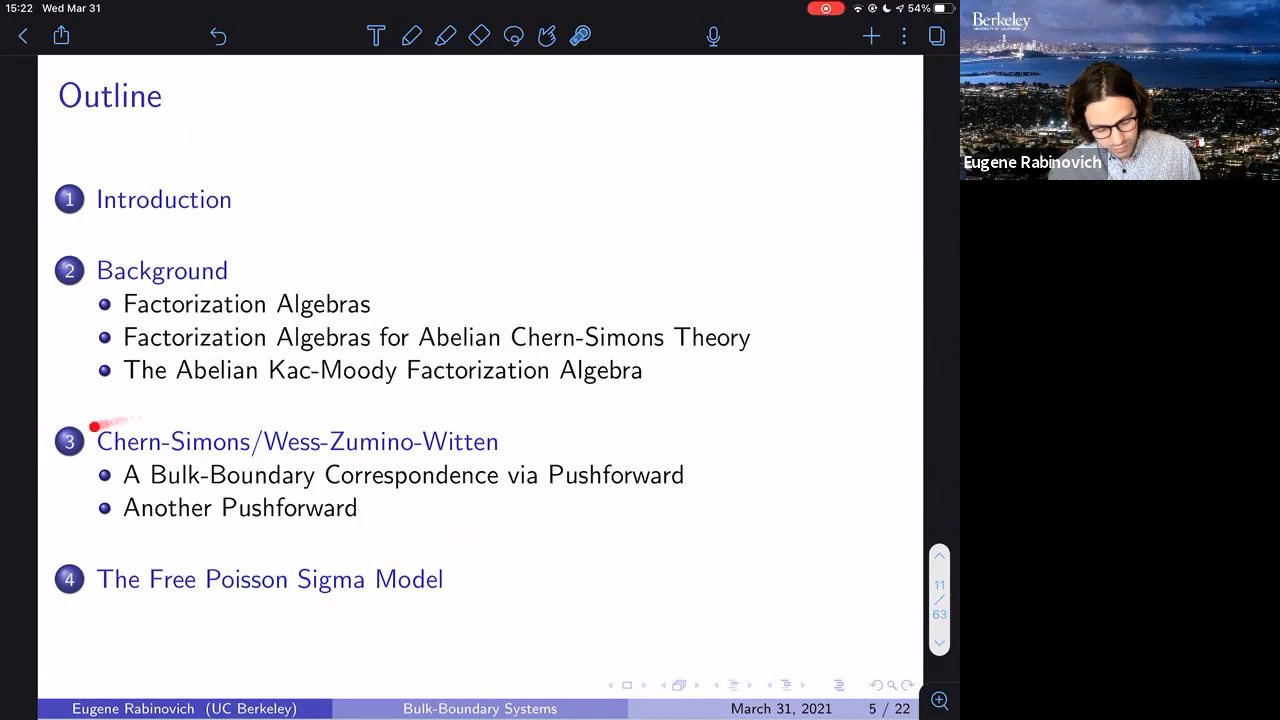 15:22 Wed Mar 31
54%
Berkeley
UNIVERSITY OF CALIFORNIA
Outline
Eugene Rabinovich
1 Introduction
2 Background
Factorization Algebras
Factorization Algebras for Abelian Chern-Simons Theory
The Abelian Kac-Moody Factorization Algebra
3 Chern-Simons/Wess-Zumino-Witten
A Bulk-Boundary Correspondence via Pushforward
Another Pushforward
4 The Free Poisson Sigma Model
11
/
63
Eugene Rabinovich (UC Berkeley)
Bulk-Boundary Systems
March 31, 2021
5 / 22